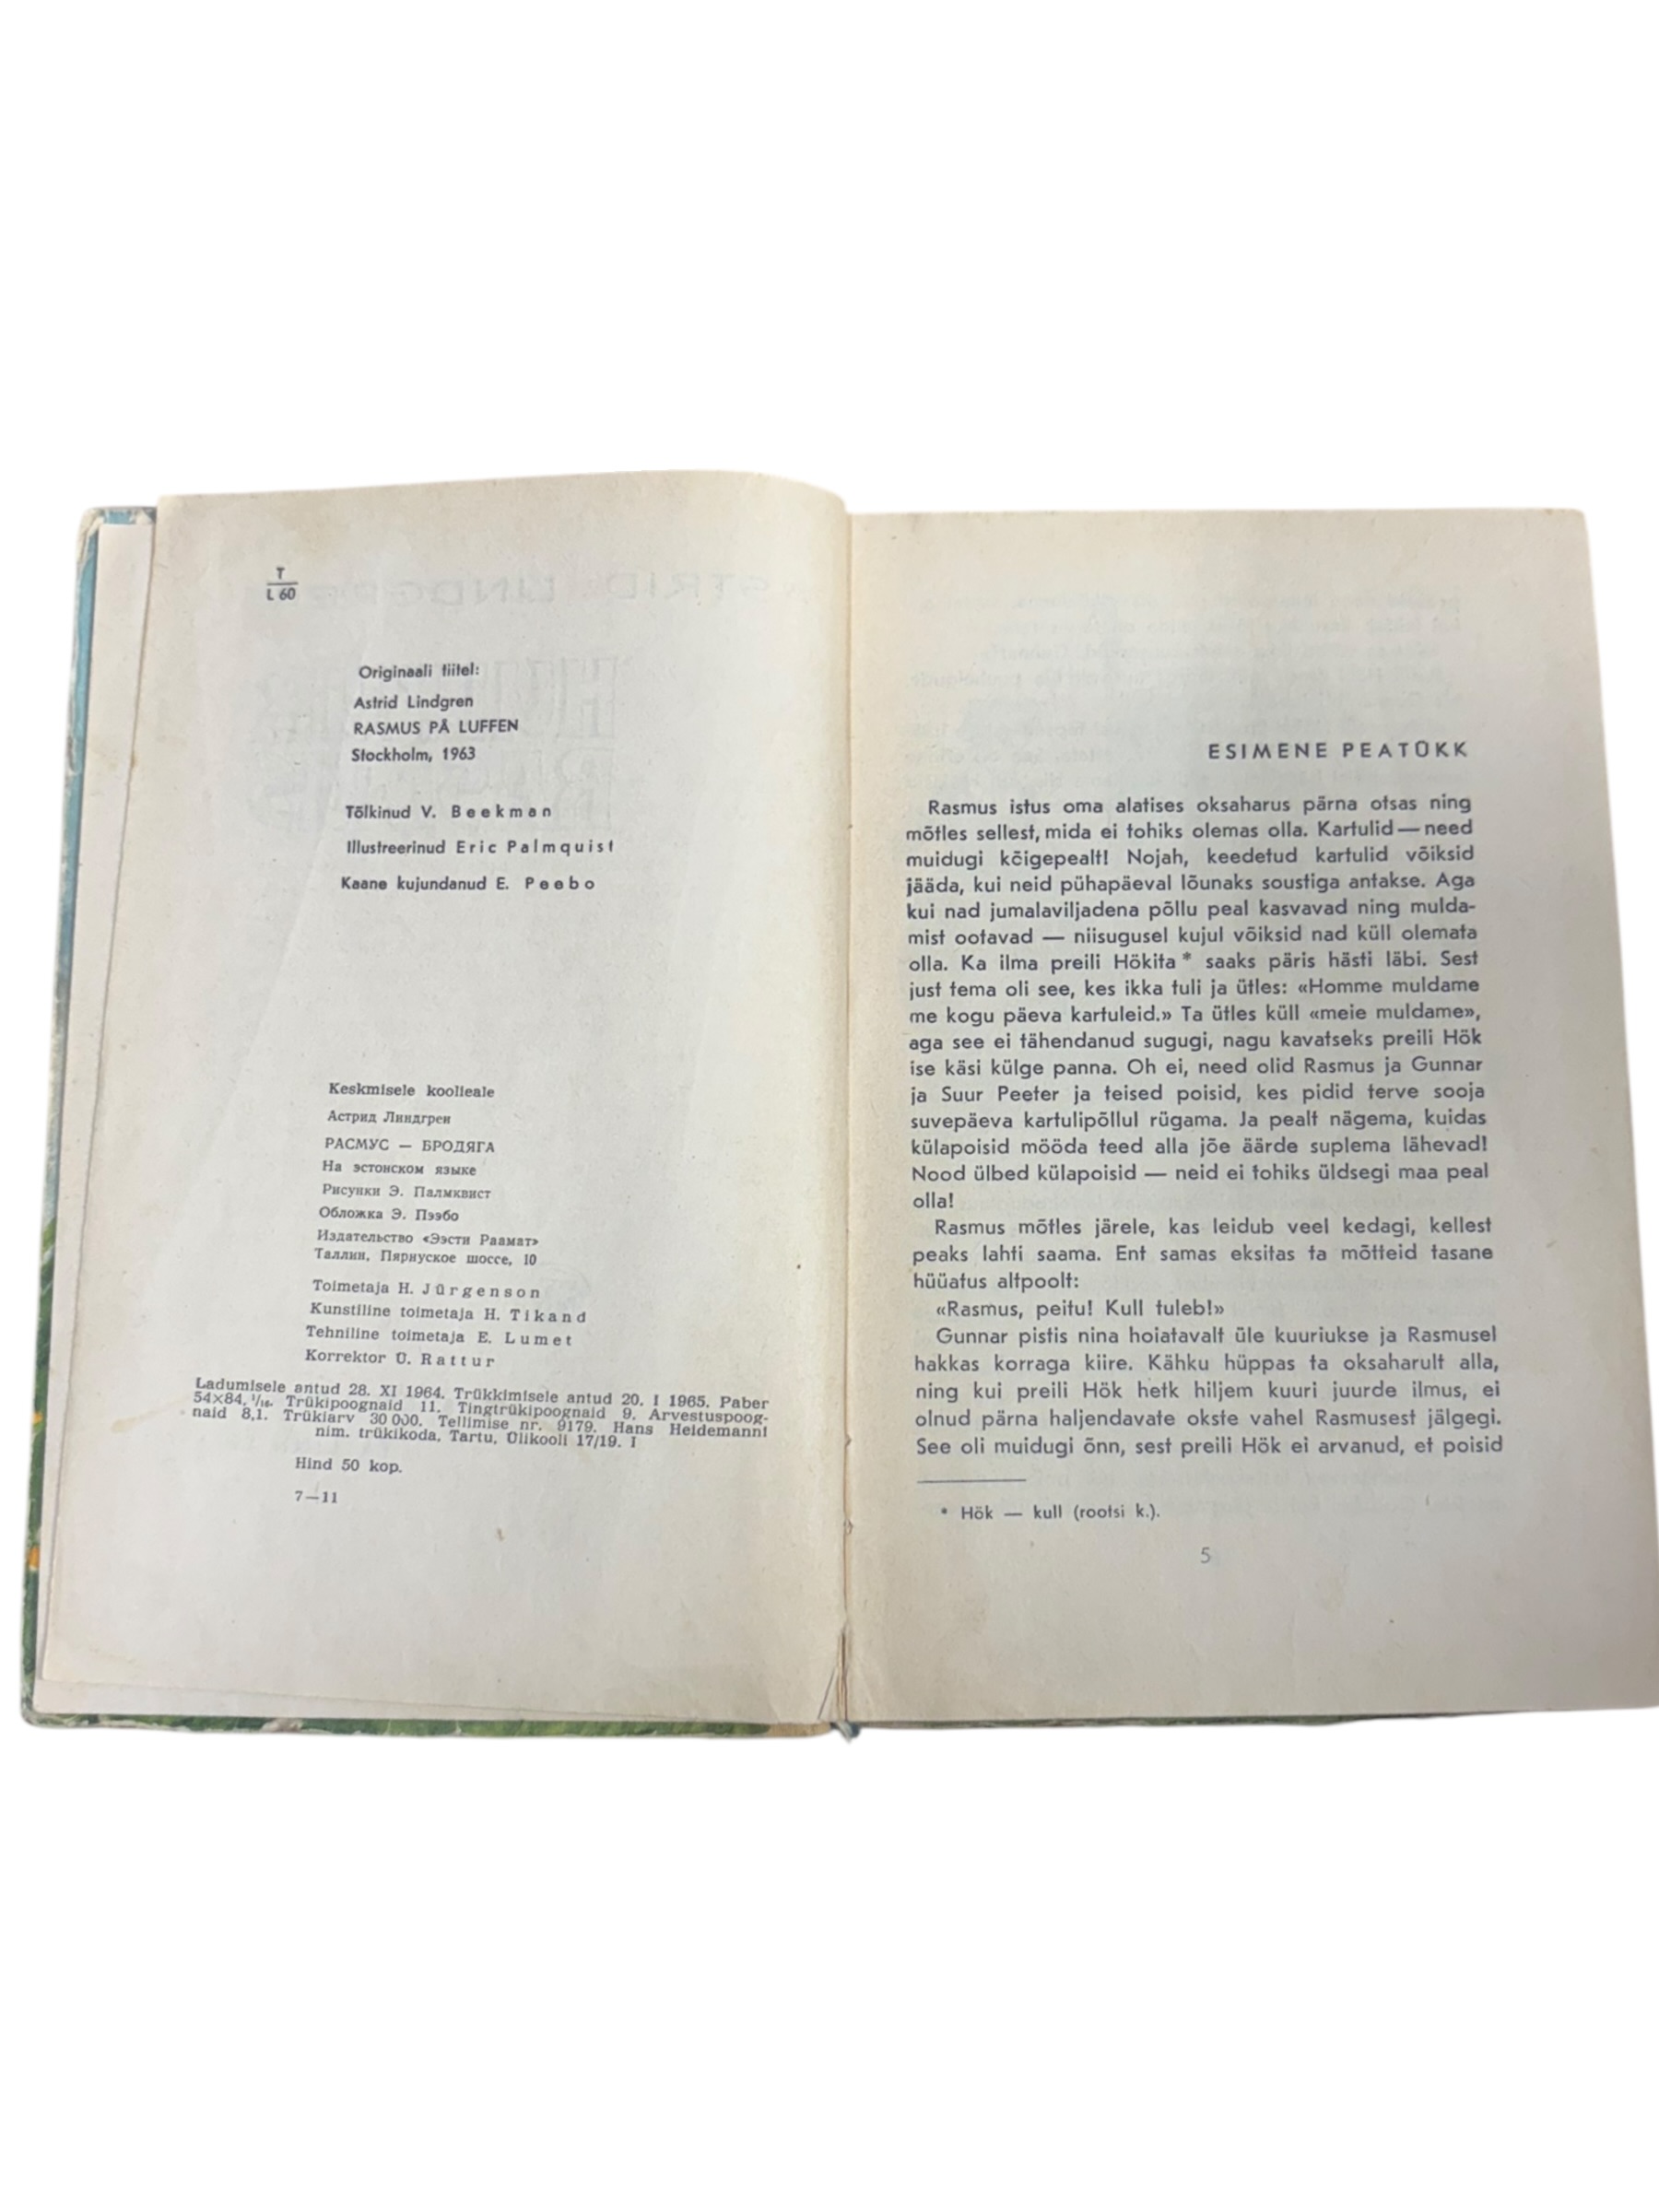 T
L 60
Originaali tiitel:
Astrid Lindgren
RASMUS PÅ LUFFEN
Stockholm, 1963
Tõlkinud V. Beekman
Illustreerinud Eric Palmquist
Kaane kujundanud E. Peebo
Keskmisele koolieale
Астрид Линдгрен
РАСМУС — БРОДЯГА
На эстонском языке
Рисунки Э. Палмквист
Обложка Э. Пээбо
Издательство «Ээсти Раамат»
Таллин, Пярнуское шоссе, 10
Toimetaja H. Jürgenson
Kunstiline toimetaja H. Tikand
Tehniline toimetaja E. Lumet
Korrektor Ü. Rattur
Ladumisele antud 28. XI 1964. Trükkimisele antud 20. I 1965. Paber
54×84, 1/16. Trükipoognaid 11. Tingtrükipoognaid 9. Arvestuspoog-
naid 8,1. Trükiarv 30 000. Tellimise nr. 9179. Hans Heidemanni
nim. trükikoda, Tartu, Ülikooli 17/19. I
Hind 50 kop.
7—11
ESIMENE PEATÜKK
Rasmus istus oma alatises oksaharus pärna otsas ning
mõtles sellest, mida ei tohiks olemas olla. Kartulid — need
muidugi kõigepealt! Nojah, keedetud kartulid võiksid
jääda, kui neid pühapäeval lõunaks soustiga antakse. Aga
kui nad jumalaviljadena põllu peal kasvavad ning mulda-
mist ootavad — niisugusel kujul võiksid nad küll olemata
olla. Ka ilma preili Hökita * saaks päris hästi läbi. Sest
just tema oli see, kes ikka tuli ja ütles: «Homme muldame
me kogu päeva kartuleid.» Ta ütles küll «meie muldame»,
aga see ei tähendanud sugugi, nagu kavatseks preili Hök
ise käsi külge panna. Oh ei, need olid Rasmus ja Gunnar
ja Suur Peeter ja teised poisid, kes pidid terve sooja
suvepäeva kartulipõllul rügama. Ja pealt nägema, kuidas
külapoisid mööda teed alla jõe äärde suplema lähevad!
Nood ülbed külapoisid — neid ei tohiks üldsegi maa peal
olla!
Rasmus mõtles järele, kas leidub veel kedagi, kellest
peaks lahti saama. Ent samas eksitas ta mõtteid tasane
hüüatus altpoolt:
«Rasmus, peitu! Kull tuleb!»
Gunnar pistis nina hoiatavalt üle kuuriukse ja Rasmusel
hakkas korraga kiire. Kähku hüppas ta oksaharult alla,
ning kui preili Hök hetk hiljem kuuri juurde ilmus, ei
olnud pärna haljendavate okste vahel Rasmusest jälgegi.
See oli muidugi õnn, sest preili Hök ei arvanud, et poisid
* Hök — kull (rootsi k.).
5